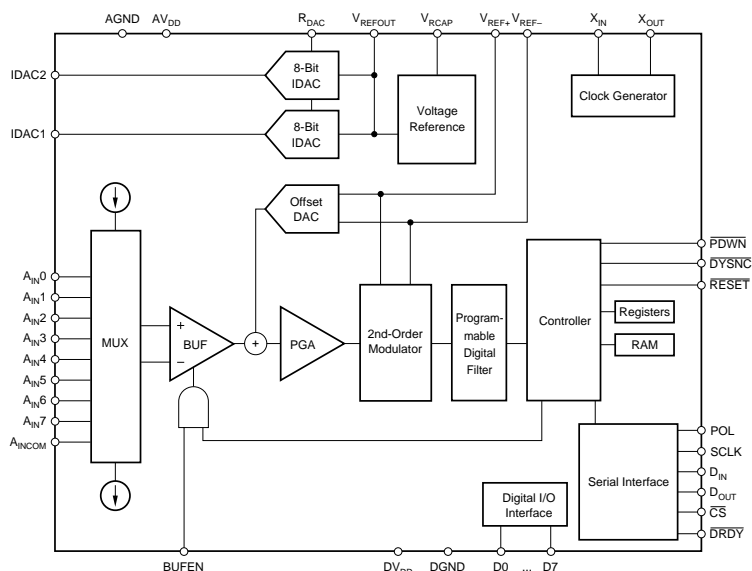 AGND AVDD RDAC VREFOUT VRCAP VREF+ VREF– XIN XOUT
IDAC2
8-Bit
IDAC
IDAC1
8-Bit
IDAC
Voltage
Reference
Clock Generator
Offset
DAC
AIN0
AIN1
AIN2
AIN3
AIN4
AIN5
AIN6
AIN7
AINCOM
MUX
+
BUF
–
+
PGA
2nd-Order
Modulator
Program-
mable
Digital
Filter
Controller
Registers
RAM
PDWN
DYSNC
RESET
Serial Interface
POL
SCLK
DIN
DOUT
CS
DRDY
Digital I/O
Interface
BUFEN DVDD DGND D0 ... D7